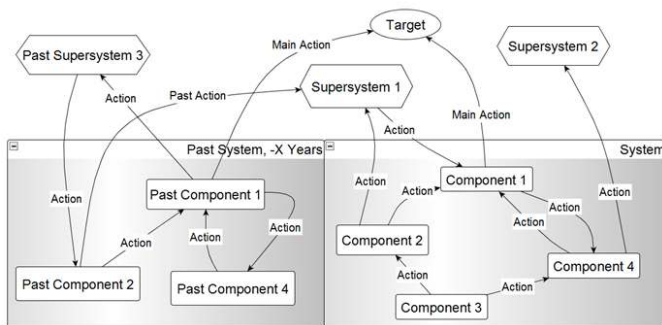 Target
Main Action
Supersystem 2
Past Supersystem 3
Supersystem 1
Past Action
Action
Main Action
Action
Past System, -X Years
System
Action
Past Component 1
Component 1
Action
Action
Action
Action
Action
Action
Action
Action
Component 2
Action
Component 4
Past Component 2
Past Component 4
Action
Action
Component 3